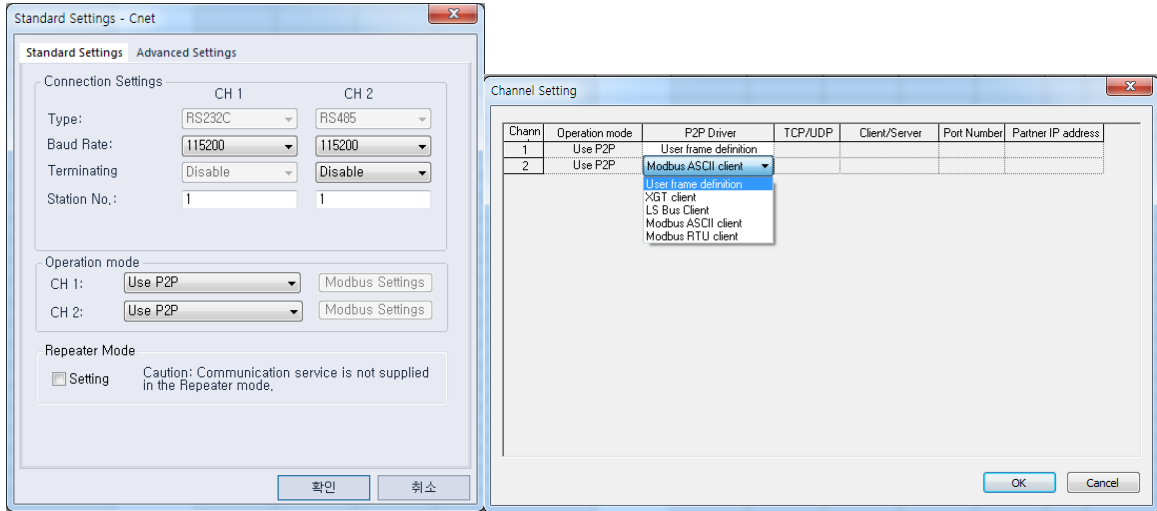 Standard Settings - Cnet
X
Standard Settings Advanced Settings
Connection Settings
CH 1 CH 2
Type: RS232C RS485
Baud Rate: 115200 115200
Terminating Disable Disable
Station No.: 1 1
Operation mode
CH 1: Use P2P Modbus Settings
CH 2: Use P2P Modbus Settings
Repeater Mode
Setting
Caution: Communication service is not supplied
in the Repeater mode.
확인 취소
Channel Setting
X
Chann Operation mode P2P Driver TCP/UDP Client/Server Port Number Partner IP address
1 Use P2P User frame definition
2 Use P2P Modbus ASCII client
User frame definition
XGT client
LS Bus Client
Modbus ASCII client
Modbus RTU client
OK Cancel